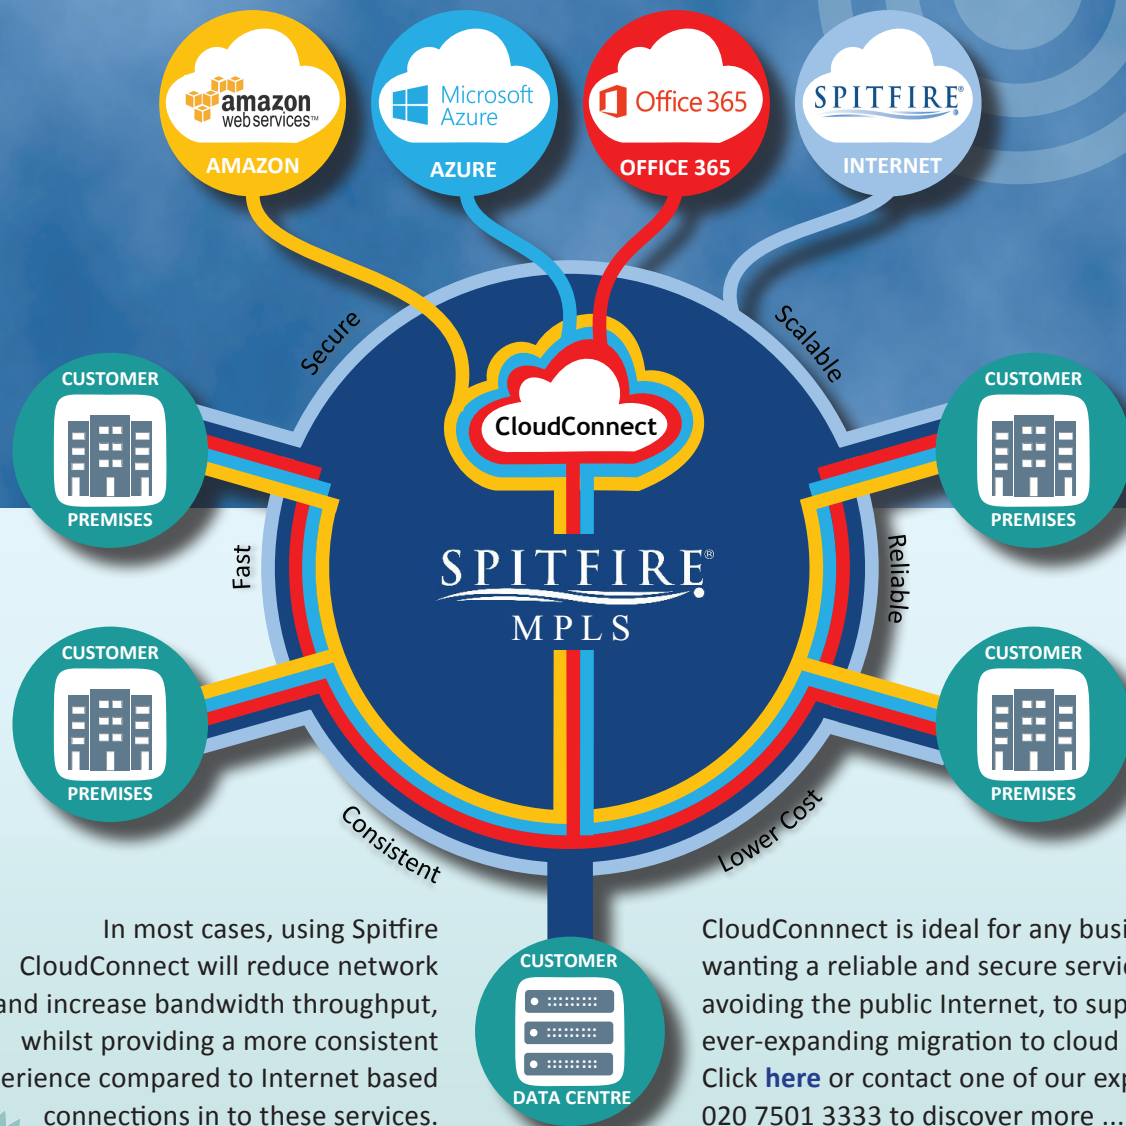 amazon
web services™
AMAZON
Microsoft
Azure
AZURE
Office 365
OFFICE 365
SPITFIRE®
INTERNET
Secure
Scalable
CUSTOMER
PREMISES
CUSTOMER
PREMISES
CloudConnect
Fast
SPITFIRE®
MPLS
Reliable
CUSTOMER
PREMISES
CUSTOMER
PREMISES
Consistent
Lower Cost
In most cases, using Spitfire
CloudConnect will reduce network
and increase bandwidth throughput,
whilst providing a more consistent
erience compared to Internet based
connections in to these services.
CUSTOMER
DATA CENTRE
CloudConnnect is ideal for any busi
wanting a reliable and secure servic
avoiding the public Internet, to sup
ever-expanding migration to cloud
Click here or contact one of our exp
020 7501 3333 to discover more ...